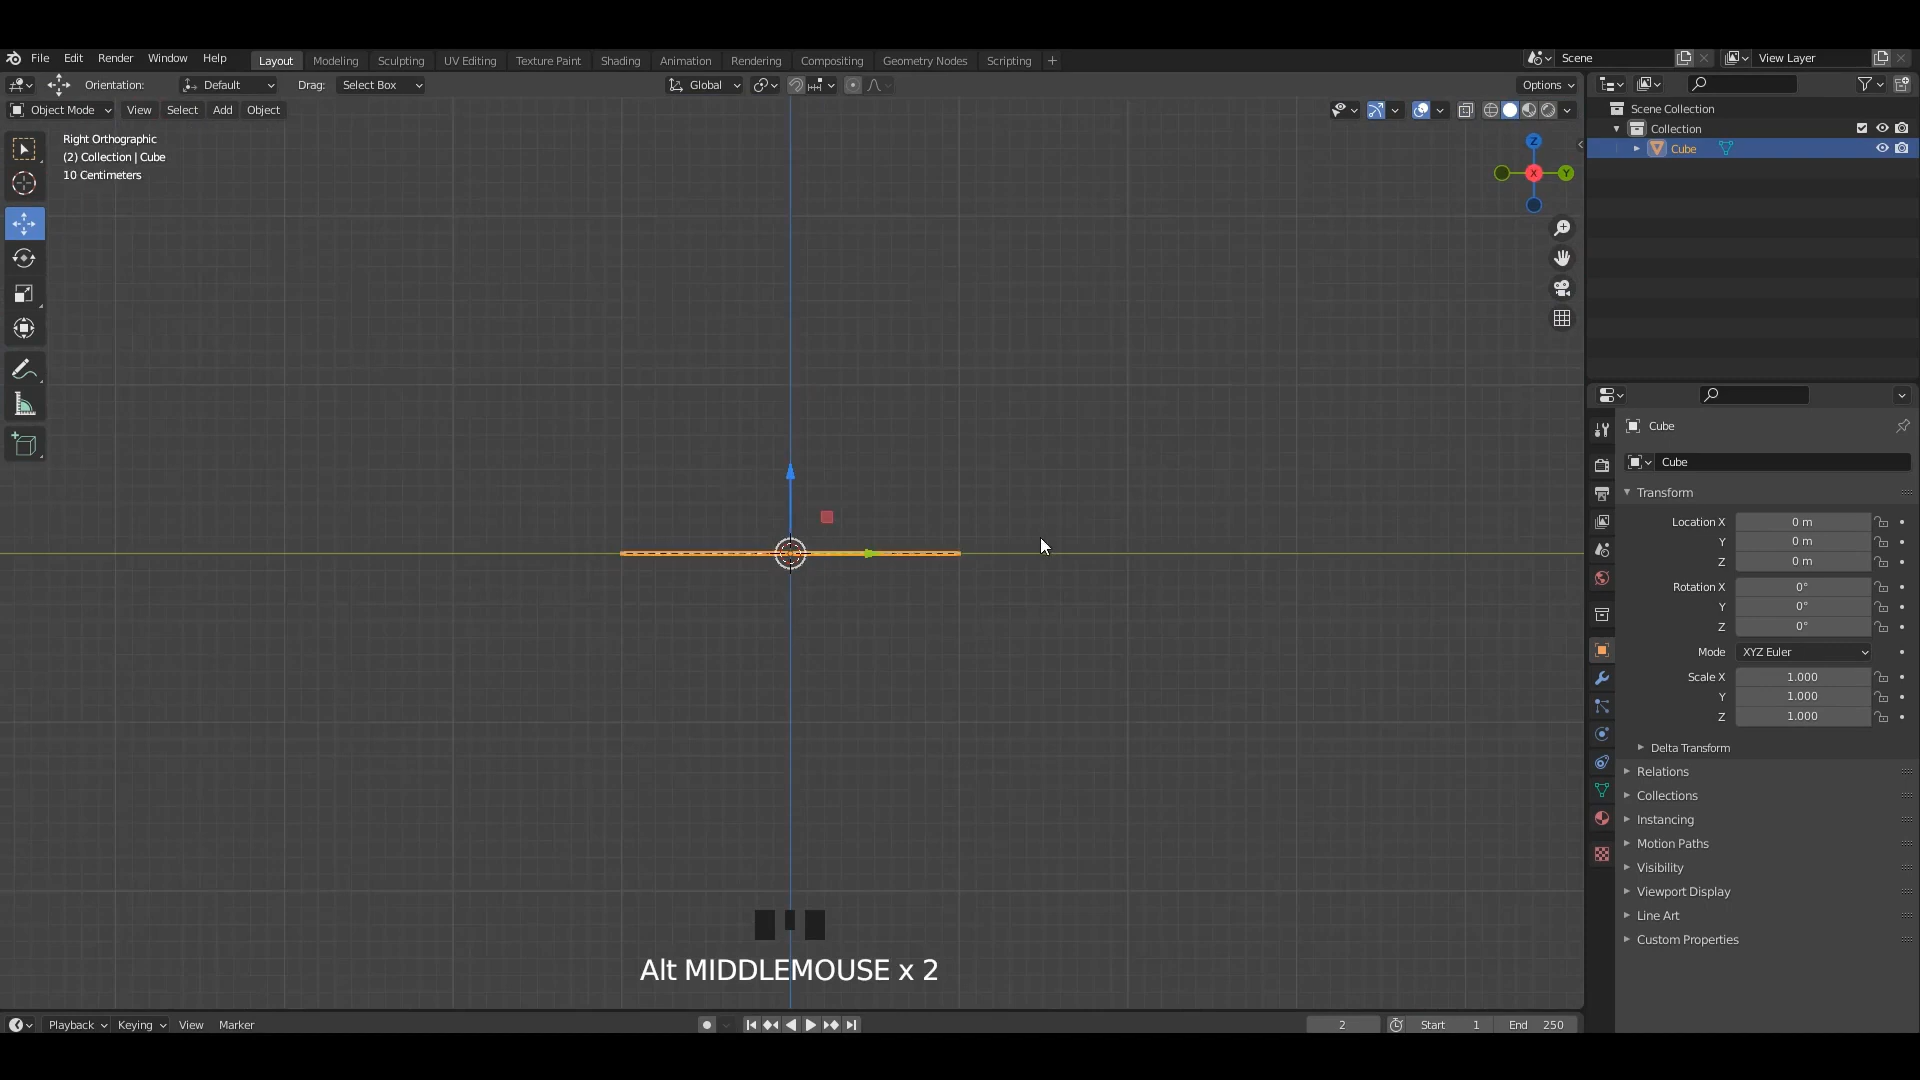 File Edit Render Window Help Layout Modeling Sculpting UV Editing Texture Paint Shading Animation Rendering Compositing Geometry Nodes Scripting + Scene View Layer
Orientation: Default Drag: Select Box Global Options
Object Mode View Select Add Object
Right Orthographic
(2) Collection | Cube
10 Centimeters
Z
X
Y
Scene Collection
Collection
Cube
Cube
Cube
Transform
Location X 0 m
Y 0 m
Z 0 m
Rotation X 0°
Y 0°
Z 0°
Mode XYZ Euler
Scale X 1.000
Y 1.000
Z 1.000
Delta Transform
Relations
Collections
Instancing
Motion Paths
Visibility
Viewport Display
Line Art
Custom Properties
Alt MIDDLEMOUSE x 2
Playback Keying View Marker 2 Start 1 End 250